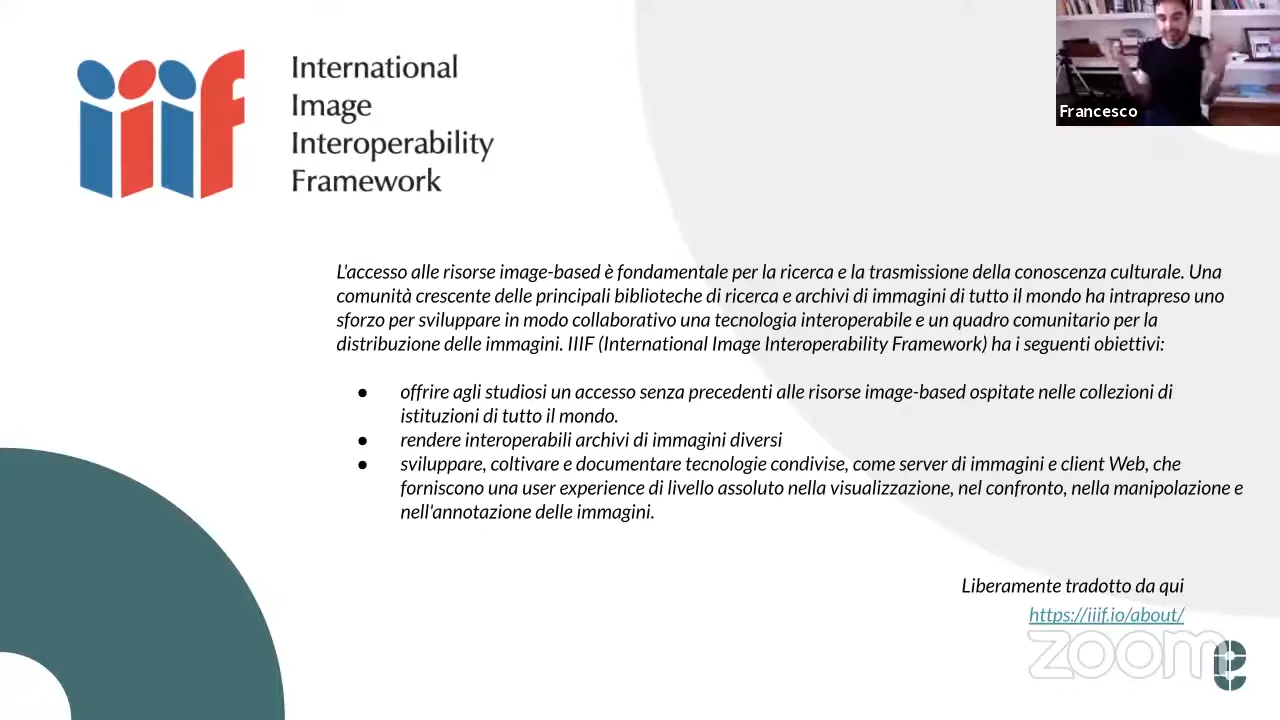 iiif
International
Image
Interoperability
Framework
Francesco
L'accesso alle risorse image-based è fondamentale per la ricerca e la trasmissione della conoscenza culturale. Una
comunità crescente delle principali biblioteche di ricerca e archivi di immagini di tutto il mondo ha intrapreso uno
sforzo per sviluppare in modo collaborativo una tecnologia interoperabile e un quadro comunitario per la
distribuzione delle immagini. IIIF (International Image Interoperability Framework) ha i seguenti obiettivi:
● offrire agli studiosi un accesso senza precedenti alle risorse image-based ospitate nelle collezioni di
istituzioni di tutto il mondo.
● rendere interoperabili archivi di immagini diversi
● sviluppare, coltivare e documentare tecnologie condivise, come server di immagini e client Web, che
forniscono una user experience di livello assoluto nella visualizzazione, nel confronto, nella manipolazione e
nell'annotazione delle immagini.
Liberamente tradotto da qui
https://iiif.io/about/
zoom